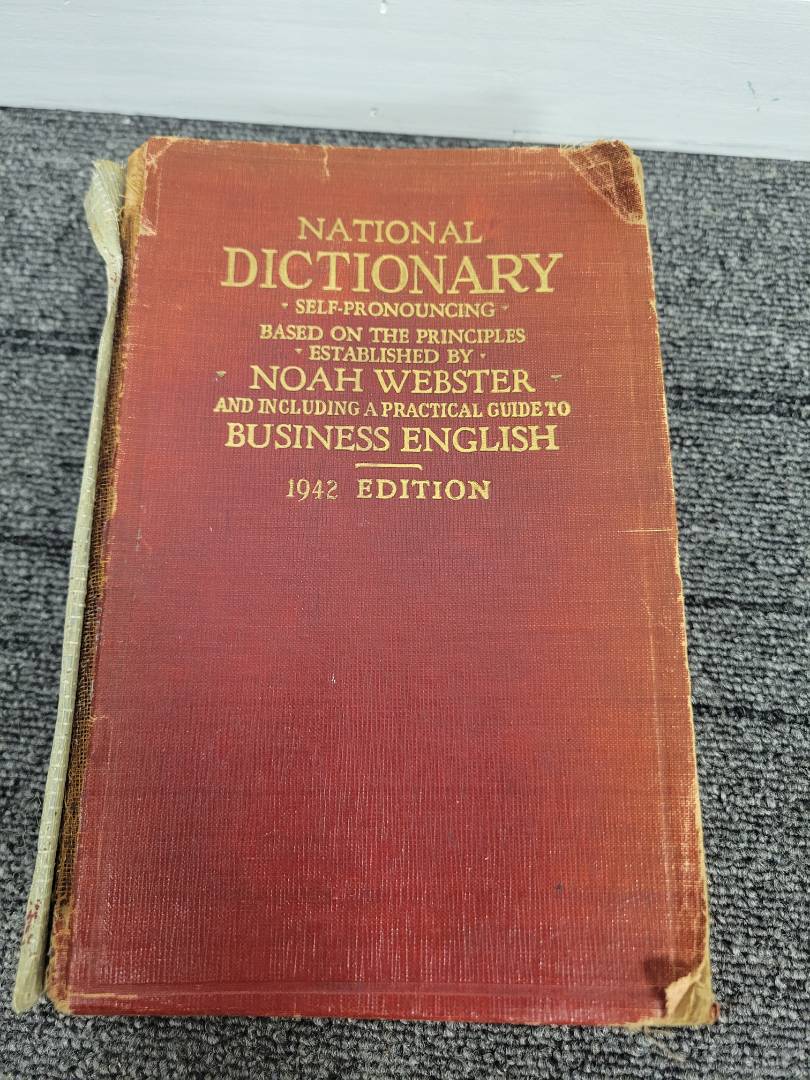 NATIONAL
DICTIONARY
· SELF-PRONOUNCING ·
BASED ON THE PRINCIPLES
· ESTABLISHED BY ·
· NOAH WEBSTER ·
AND INCLUDING A PRACTICAL GUIDE TO
BUSINESS ENGLISH
1942 EDITION